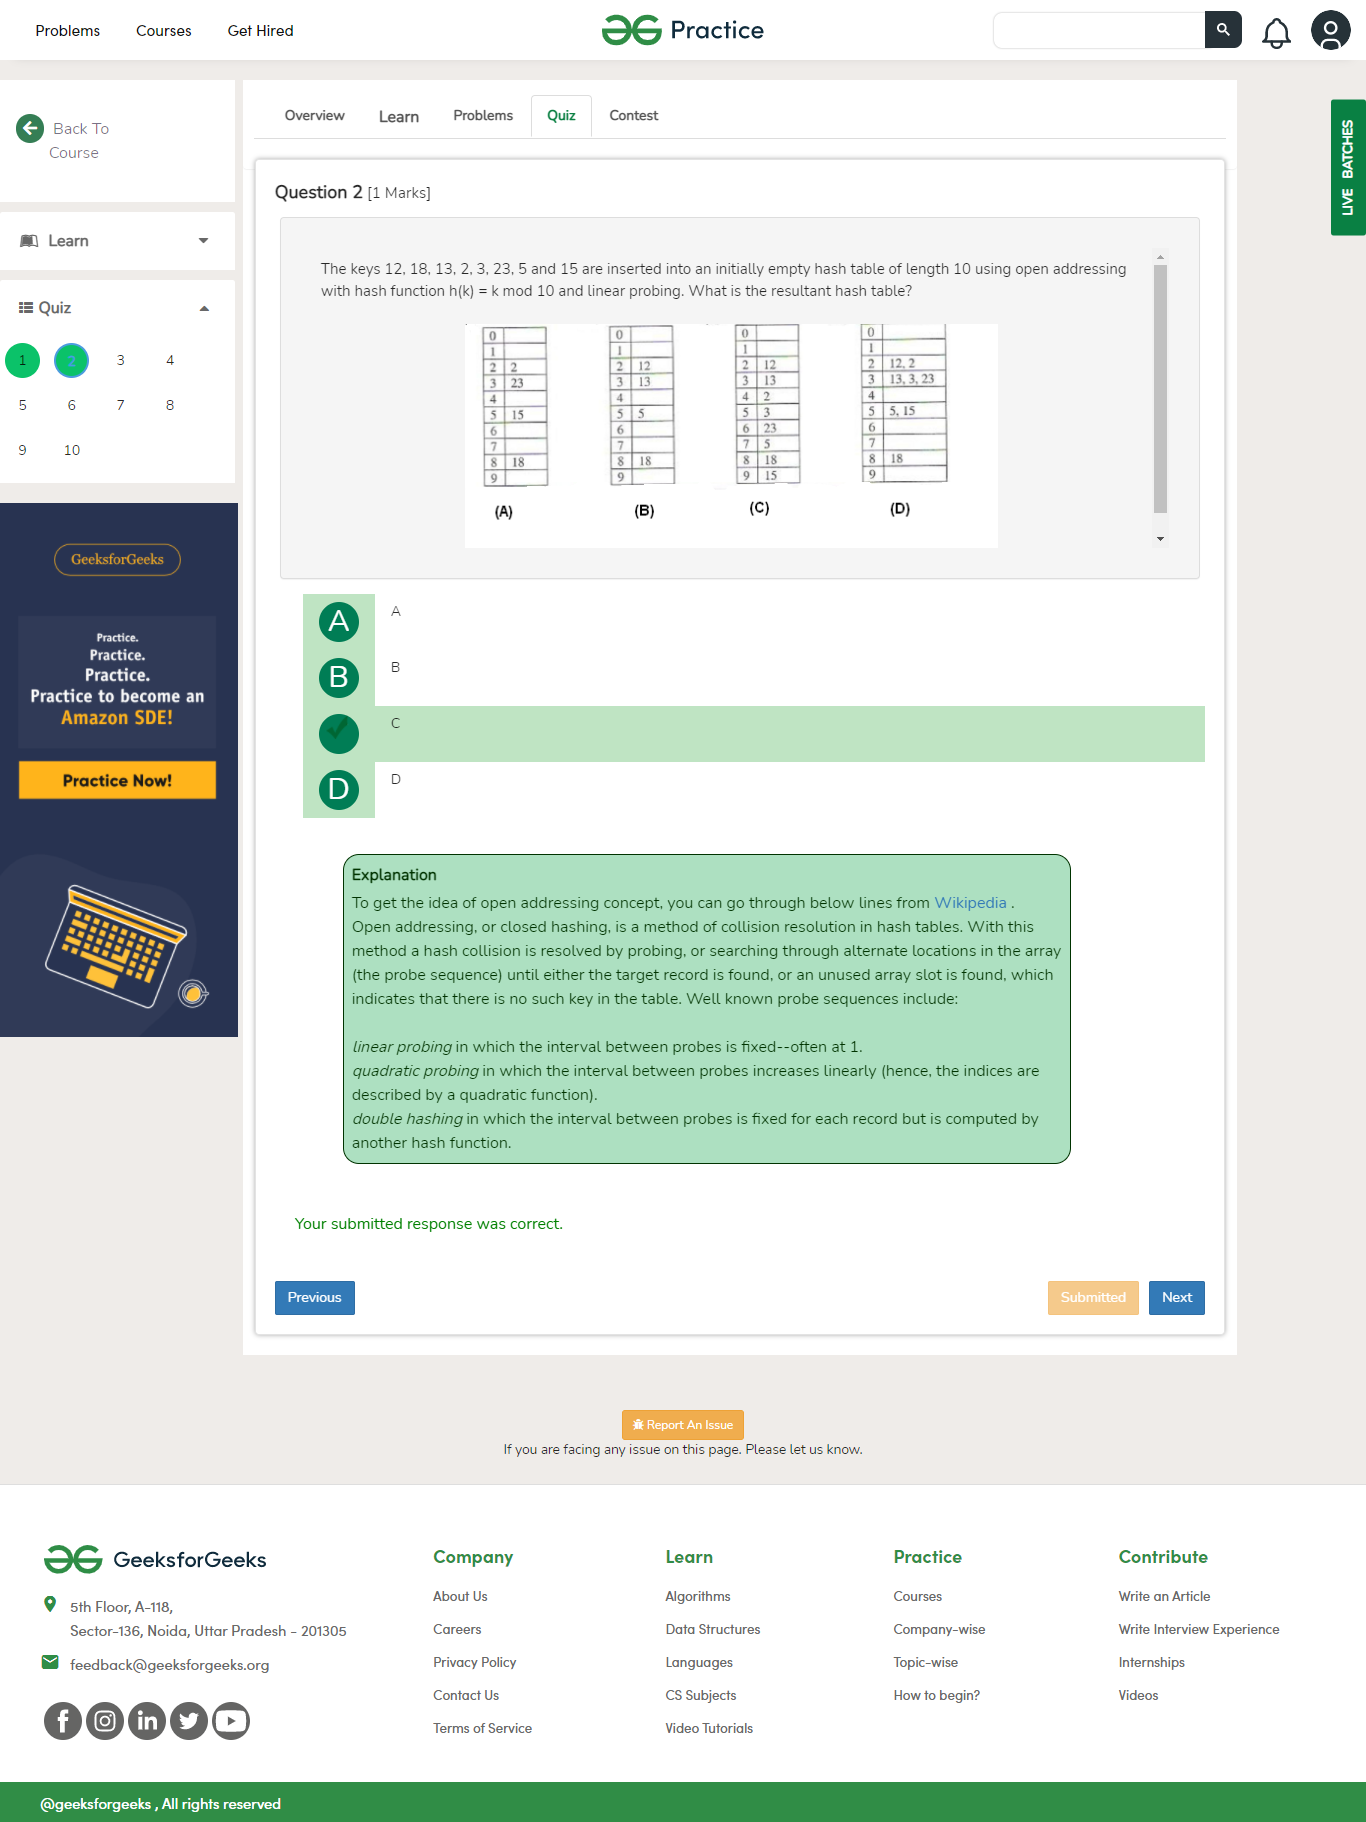 Problems Courses Get Hired
Practice
LIVE BATCHES
Back To
Course
Learn
Quiz
1 2 3 4
5 6 7 8
9 10
GeeksforGeeks
Practice.
Practice.
Practice.
Practice to become an
Amazon SDE!
Practice Now!
Overview Learn Problems Quiz Contest
Question 2 [1 Marks]
The keys 12, 18, 13, 2, 3, 23, 5 and 15 are inserted into an initially empty hash table of length 10 using open addressing
with hash function h(k) = k mod 10 and linear probing. What is the resultant hash table?
0
1
2 2
3 23
4
5 15
6
7
8 18
9
(A)
0
1
2 12
3 13
4
5 5
6
7
8 18
9
(B)
0
1
2 12
3 13
4 2
5 3
6 23
7 5
8 18
9 15
(C)
0
1
2 12, 2
3 13, 3, 23
4
5 5, 15
6
7
8 18
9
(D)
A A
B B
C
D D
Explanation
To get the idea of open addressing concept, you can go through below lines from Wikipedia .
Open addressing, or closed hashing, is a method of collision resolution in hash tables. With this
method a hash collision is resolved by probing, or searching through alternate locations in the array
(the probe sequence) until either the target record is found, or an unused array slot is found, which
indicates that there is no such key in the table. Well known probe sequences include:
linear probing in which the interval between probes is fixed--often at 1.
quadratic probing in which the interval between probes increases linearly (hence, the indices are
described by a quadratic function).
double hashing in which the interval between probes is fixed for each record but is computed by
another hash function.
Your submitted response was correct.
Previous Submitted Next
Report An Issue
If you are facing any issue on this page. Please let us know.
GeeksforGeeks
5th Floor, A-118,
Sector-136, Noida, Uttar Pradesh - 201305
feedback@geeksforgeeks.org
Company
About Us
Careers
Privacy Policy
Contact Us
Terms of Service
Learn
Algorithms
Data Structures
Languages
CS Subjects
Video Tutorials
Practice
Courses
Company-wise
Topic-wise
How to begin?
Contribute
Write an Article
Write Interview Experience
Internships
Videos
@geeksforgeeks , All rights reserved